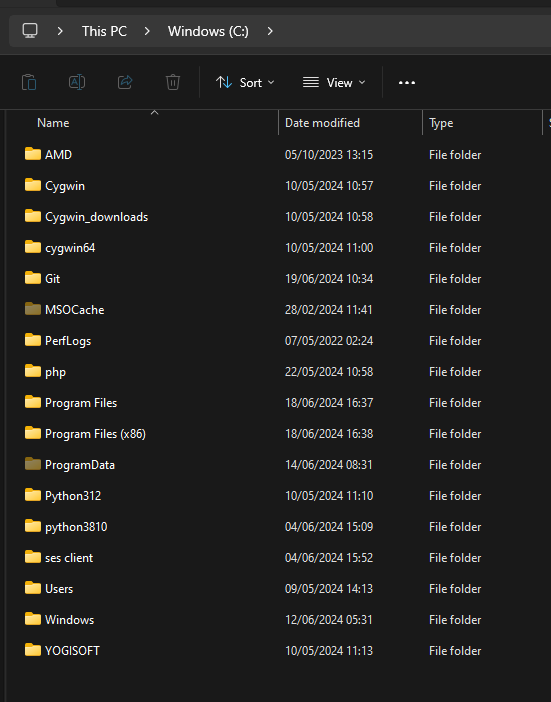 This PC > Windows (C:) >
Sort View ...
Name Date modified Type
AMD 05/10/2023 13:15 File folder
Cygwin 10/05/2024 10:57 File folder
Cygwin_downloads 10/05/2024 10:58 File folder
cygwin64 10/05/2024 11:00 File folder
Git 19/06/2024 10:34 File folder
MSOCache 28/02/2024 11:41 File folder
PerfLogs 07/05/2022 02:24 File folder
php 22/05/2024 10:58 File folder
Program Files 18/06/2024 16:37 File folder
Program Files (x86) 18/06/2024 16:38 File folder
ProgramData 14/06/2024 08:31 File folder
Python312 10/05/2024 11:10 File folder
python3810 04/06/2024 15:09 File folder
ses client 04/06/2024 15:52 File folder
Users 09/05/2024 14:13 File folder
Windows 12/06/2024 05:31 File folder
YOGISOFT 10/05/2024 11:13 File folder